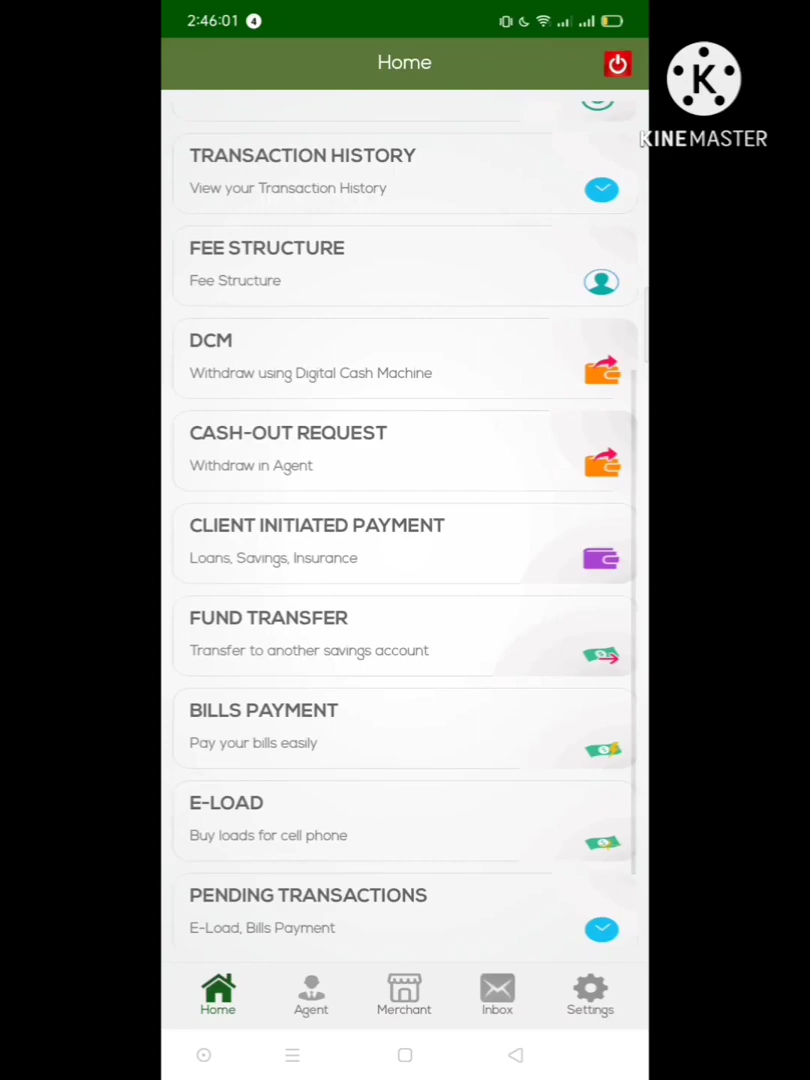 2:46:01 4
Home
K
KINEMASTER
TRANSACTION HISTORY
View your Transaction History
FEE STRUCTURE
Fee Structure
DCM
Withdraw using Digital Cash Machine
CASH-OUT REQUEST
Withdraw in Agent
CLIENT INITIATED PAYMENT
Loans, Savings, Insurance
FUND TRANSFER
Transfer to another savings account
BILLS PAYMENT
Pay your bills easily
E-LOAD
Buy loads for cell phone
PENDING TRANSACTIONS
E-Load, Bills Payment
Home Agent Merchant Inbox Settings